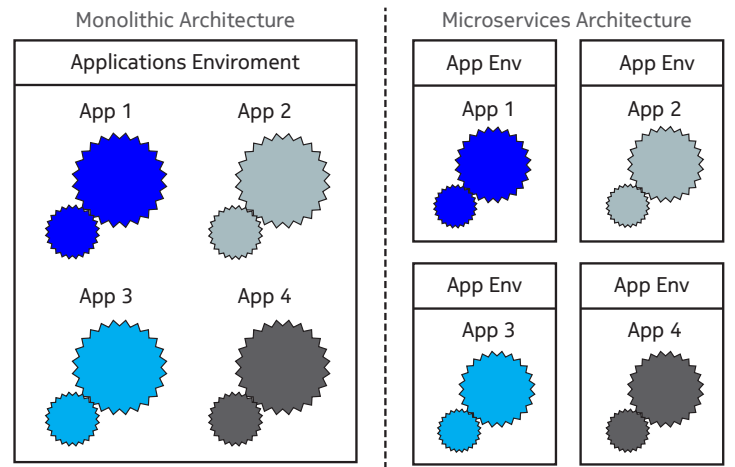 Monolithic Architecture
Applications Enviroment
App 1
App 2
App 3
App 4
Microservices Architecture
App Env
App 1
App Env
App 2
App Env
App 3
App Env
App 4